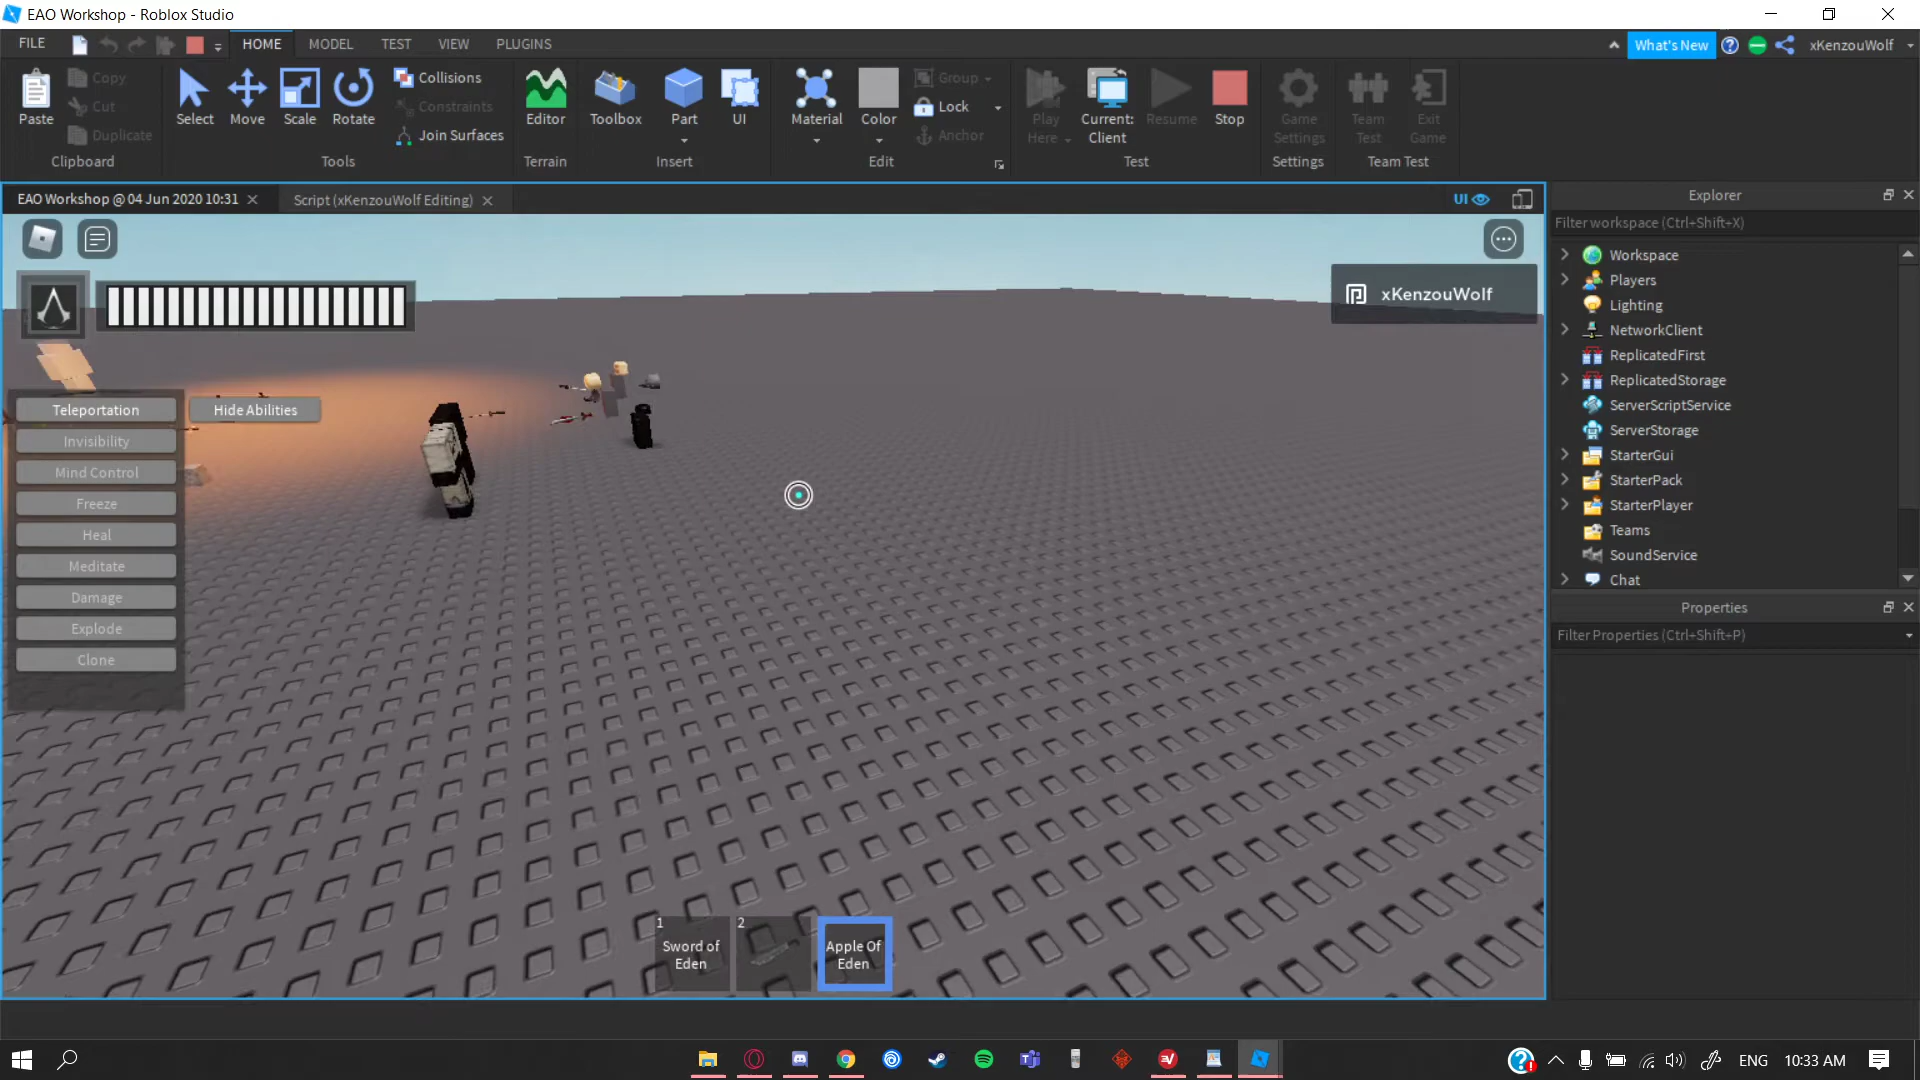 EAO Workshop - Roblox Studio
FILE
HOME
MODEL
TEST
VIEW
PLUGINS
What's New
xKenzouWolf
Paste
Copy
Cut
Duplicate
Clipboard
Select
Move
Scale
Rotate
Collisions
Constraints
Join Surfaces
Tools
Editor
Terrain
Toolbox
Part
UI
Insert
Material
Color
Group
Lock
Anchor
Edit
Play
Here
Current:
Client
Resume
Stop
Test
Game
Settings
Settings
Team
Test
Exit
Game
Team Test
EAO Workshop @ 04 Jun 2020 10:31
Script (xKenzouWolf Editing)
UI
xKenzouWolf
Teleportation
Hide Abilities
Invisibility
Mind Control
Freeze
Heal
Meditate
Damage
Explode
Clone
1
Sword of
Eden
2
Apple Of
Eden
Explorer
Filter workspace (Ctrl+Shift+X)
Workspace
Players
Lighting
NetworkClient
ReplicatedFirst
ReplicatedStorage
ServerScriptService
ServerStorage
StarterGui
StarterPack
StarterPlayer
Teams
SoundService
Chat
Properties
Filter Properties (Ctrl+Shift+P)
ENG
10:33 AM